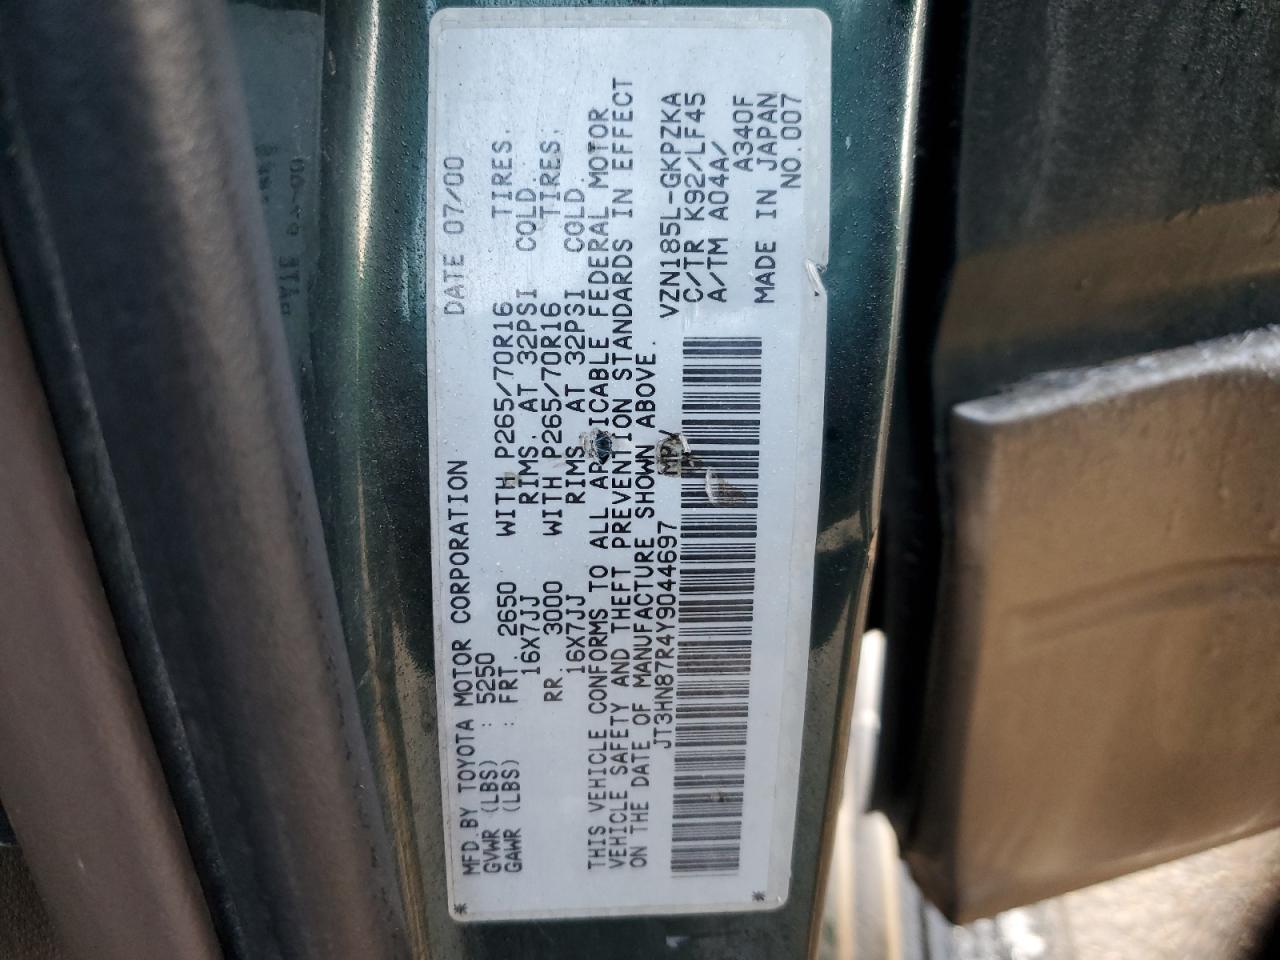 MFD. BY TOYOTA MOTOR CORPORATION DATE 07/00
GVWR (LBS) : 5250
GAWR (LBS) : FRT. 2650 WITH P265/70R16 TIRES.
16X7JJ RIMS. AT 32PSI COLD.
RR. 3000 WITH P265/70R16 TIRES.
16X7JJ RIMS AT 32PSI COLD.
THIS VEHICLE CONFORMS TO ALL APPLICABLE FEDERAL MOTOR
VEHICLE SAFETY AND THEFT PREVENTION STANDARDS IN EFFECT
ON THE DATE OF MANUFACTURE SHOWN ABOVE.
JT3HN87R4Y9044697 MPV VZN185L-GKPZKA
C/TR K92/LF45
A/TM A04A/
A340F
MADE IN JAPAN
NO.007
* *